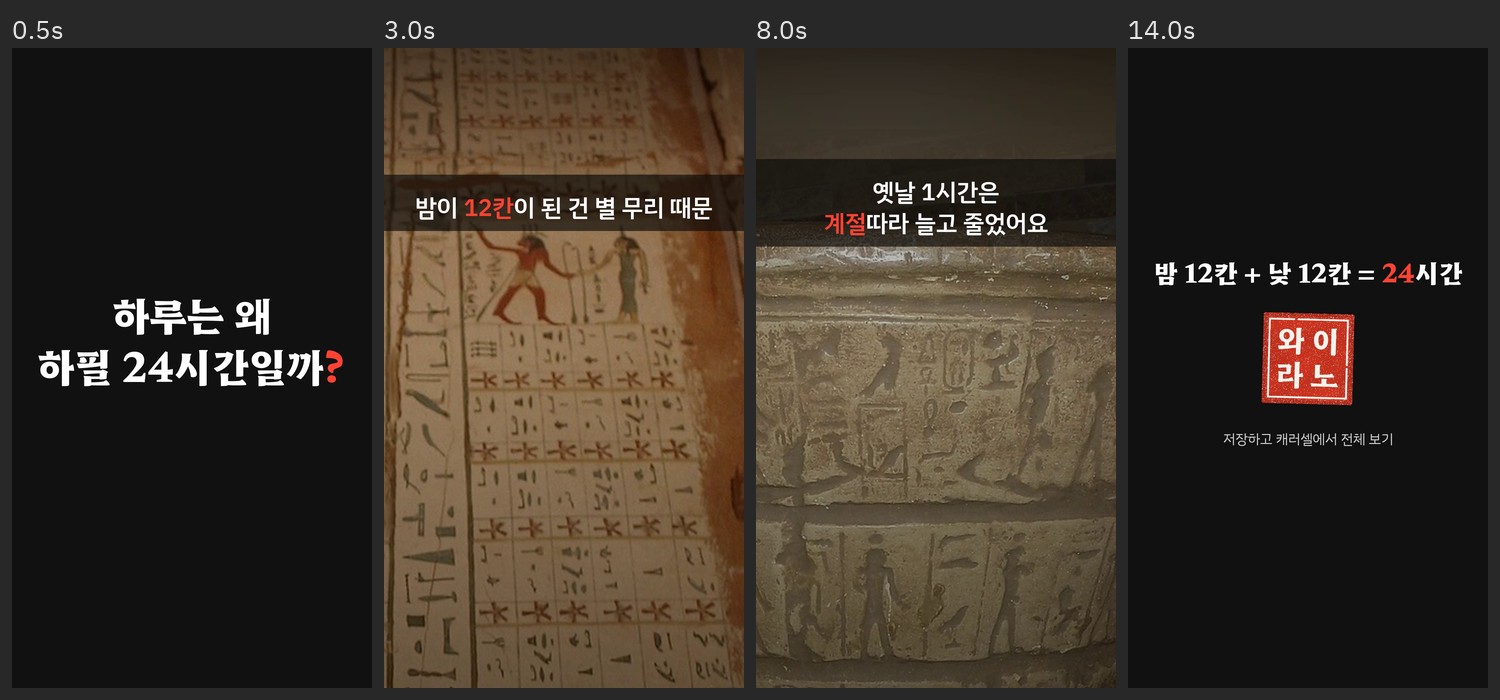 0.5s
하루는 왜
하필 24시간일까?
3.0s
밤이 12칸이 된 건 별 무리 때문
8.0s
옛날 1시간은
계절따라 늘고 줄었어요
14.0s
밤 12칸 + 낮 12칸 = 24시간
와이
라노
저장하고 캐러셀에서 전체 보기